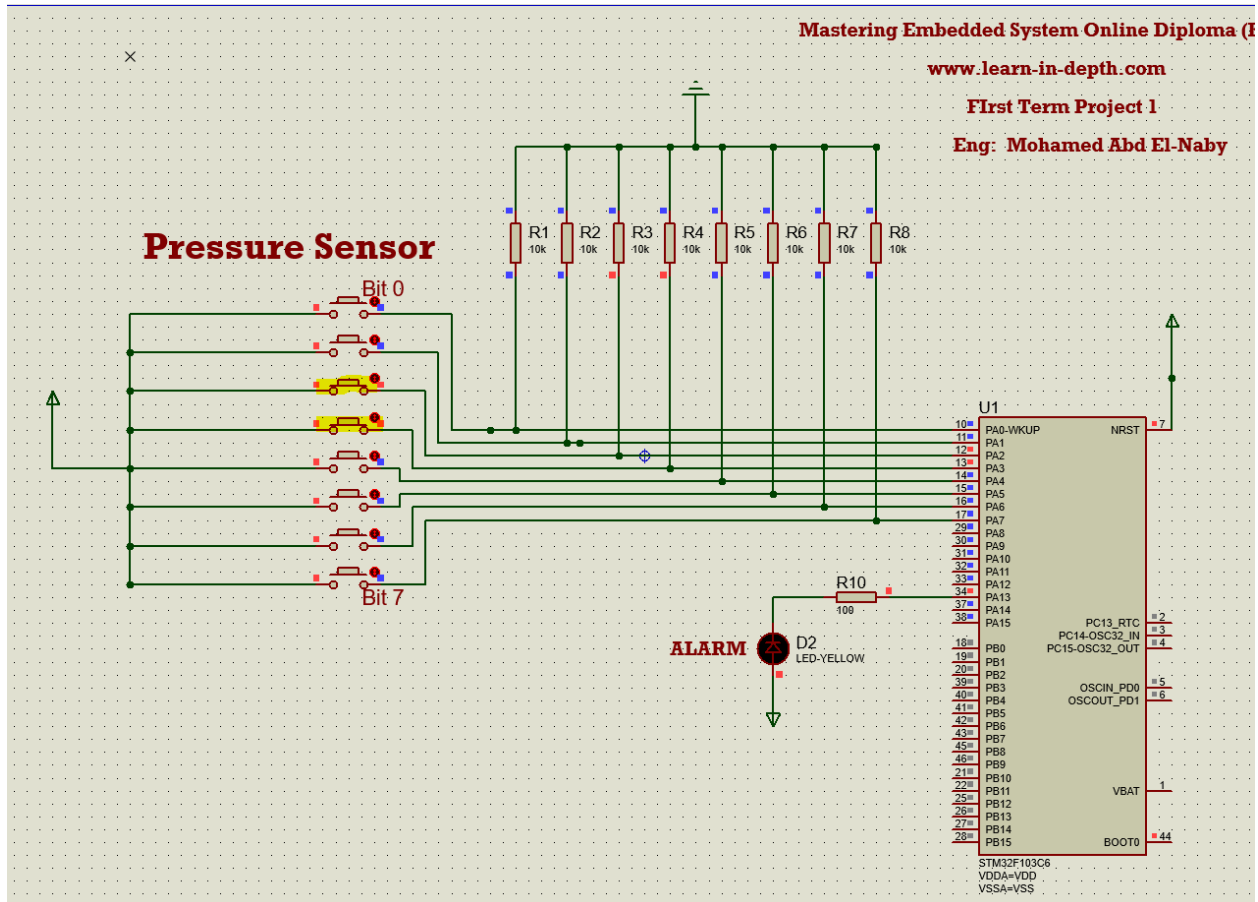 Mastering Embedded System Online Diploma (
www.learn-in-depth.com
FIrst Term Project 1
Eng: Mohamed Abd El-Naby
Pressure Sensor
R1
10k
R2
10k
R3
10k
R4
10k
R5
10k
R6
10k
R7
10k
R8
10k
Bit 0
Bit 7
R10
100
ALARM
D2
LED-YELLOW
U1
10 PA0-WKUP
11 PA1
12 PA2
13 PA3
14 PA4
15 PA5
16 PA6
17 PA7
29 PA8
30 PA9
31 PA10
32 PA11
33 PA12
34 PA13
37 PA14
38 PA15
18 PB0
19 PB1
20 PB2
39 PB3
40 PB4
41 PB5
42 PB6
43 PB7
45 PB8
46 PB9
21 PB10
22 PB11
25 PB12
26 PB13
27 PB14
28 PB15
NRST 7
PC13_RTC 2
PC14-OSC32_IN 3
PC15-OSC32_OUT 4
OSCIN_PD0 5
OSCOUT_PD1 6
VBAT 1
BOOT0 44
STM32F103C6
VDDA=VDD
VSSA=VSS